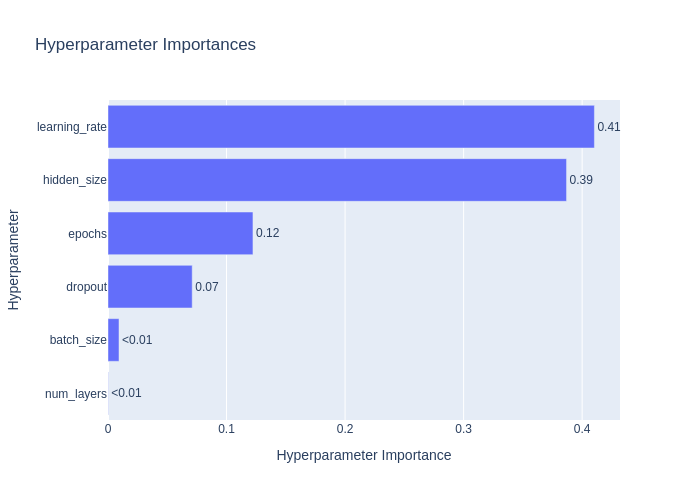 Hyperparameter Importances
Hyperparameter
learning_rate 0.41
hidden_size 0.39
epochs 0.12
dropout 0.07
batch_size <0.01
num_layers <0.01
0 0.1 0.2 0.3 0.4
Hyperparameter Importance